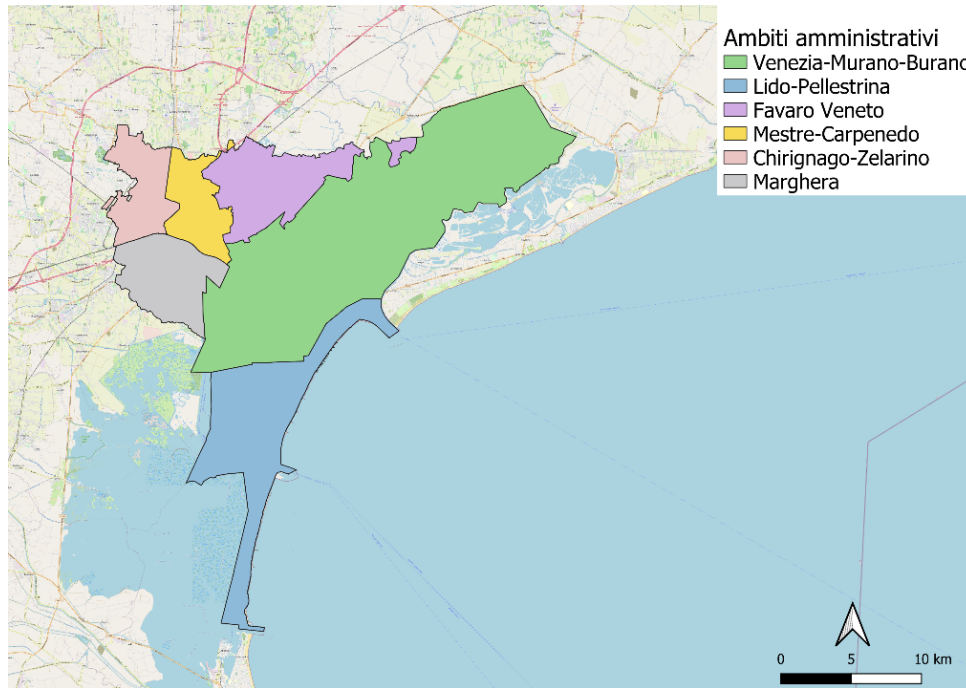 Ambiti amministrativi
Venezia-Murano-Burano
Lido-Pellestrina
Favaro Veneto
Mestre-Carpenedo
Chirignago-Zelarino
Marghera
0 5 10 km